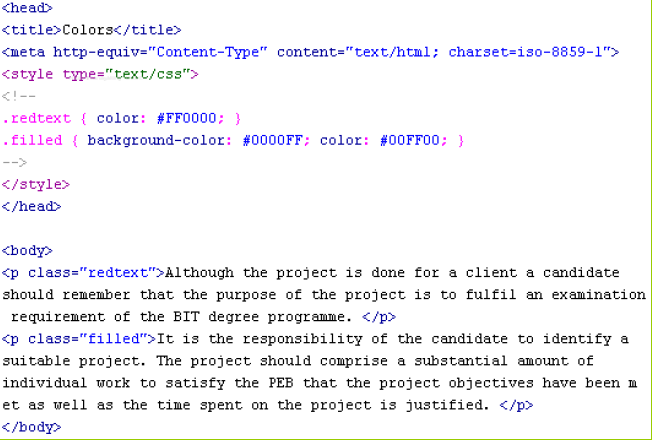 <head>
<title>Colors</title>
<meta http-equiv="Content-Type" content="text/html; charset=iso-8859-1">
<style type="text/css">
<!--
.redtext { color: #FF0000; }
.filled { background-color: #0000FF; color: #00FF00; }
-->
</style>
</head>

<body>
<p class="redtext">Although the project is done for a client a candidate
should remember that the purpose of the project is to fulfil an examination
 requirement of the BIT degree programme. </p>
<p class="filled">It is the responsibility of the candidate to identify a
suitable project. The project should comprise a substantial amount of
individual work to satisfy the PEB that the project objectives have been m
et as well as the time spent on the project is justified. </p>
</body>